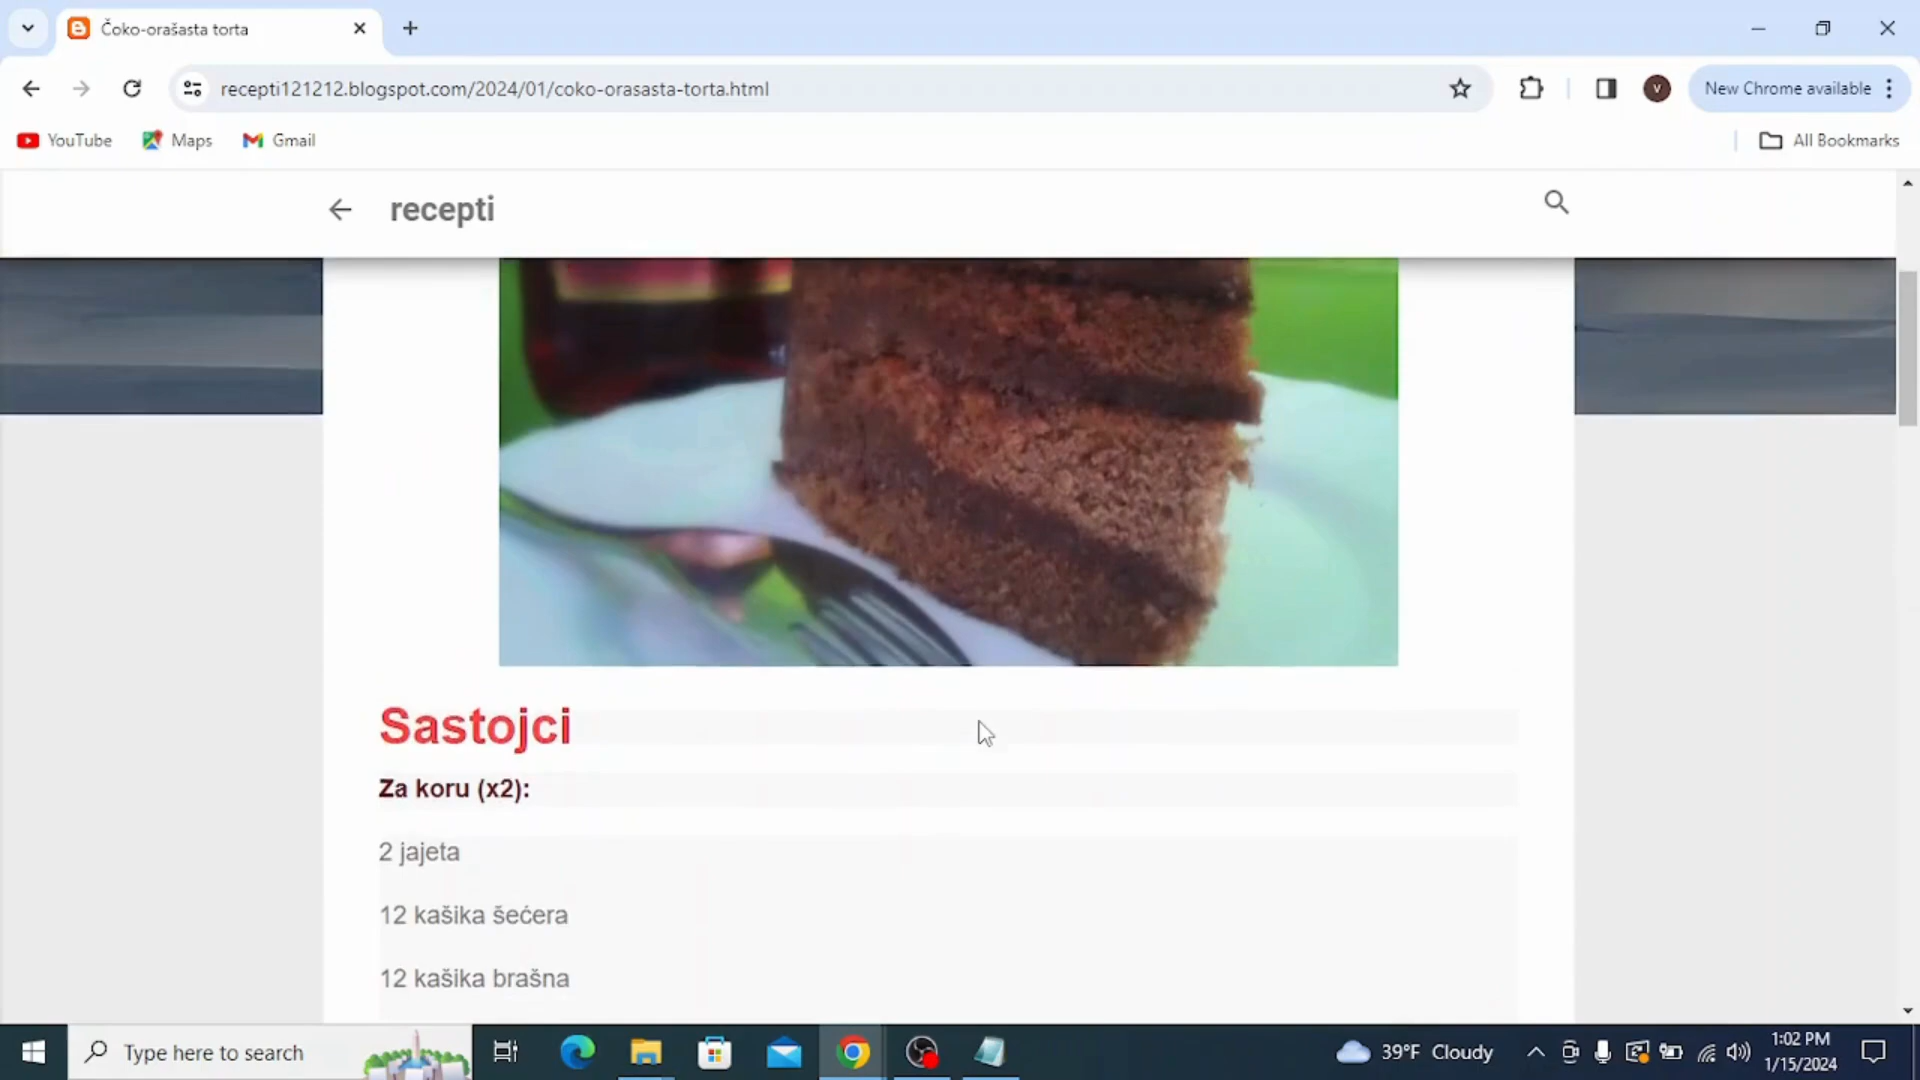 Čoko-orašasta torta
recepti121212.blogspot.com/2024/01/coko-orasasta-torta.html
V
New Chrome available
YouTube
Maps
Gmail
All Bookmarks
recepti
Sastojci
Za koru (x2):
2 jajeta
12 kašika šećera
12 kašika brašna
Type here to search
39°F Cloudy
1:02 PM
1/15/2024